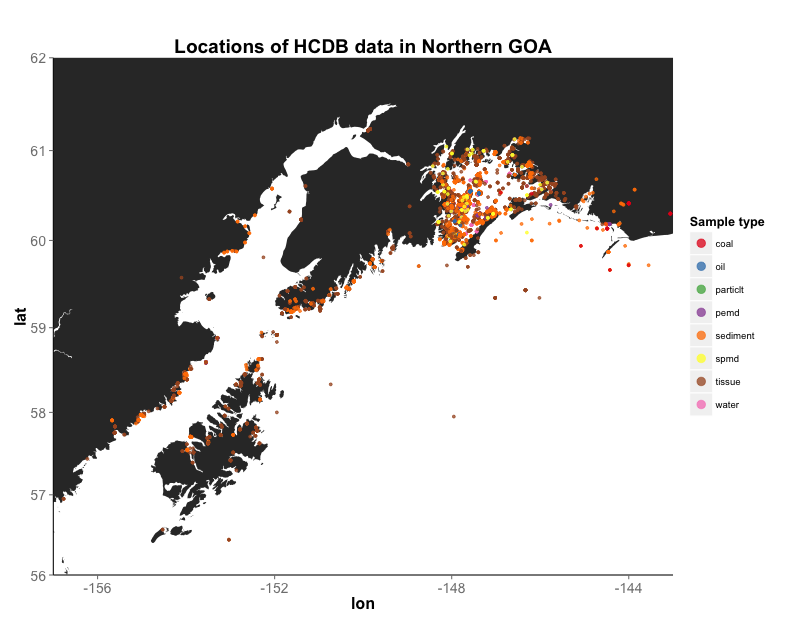 Locations of HCDB data in Northern GOA
62
61
60
59
58
57
56
lat
-156
-152
-148
-144
lon
Sample type
coal
oil
particlt
pemd
sediment
spmd
tissue
water